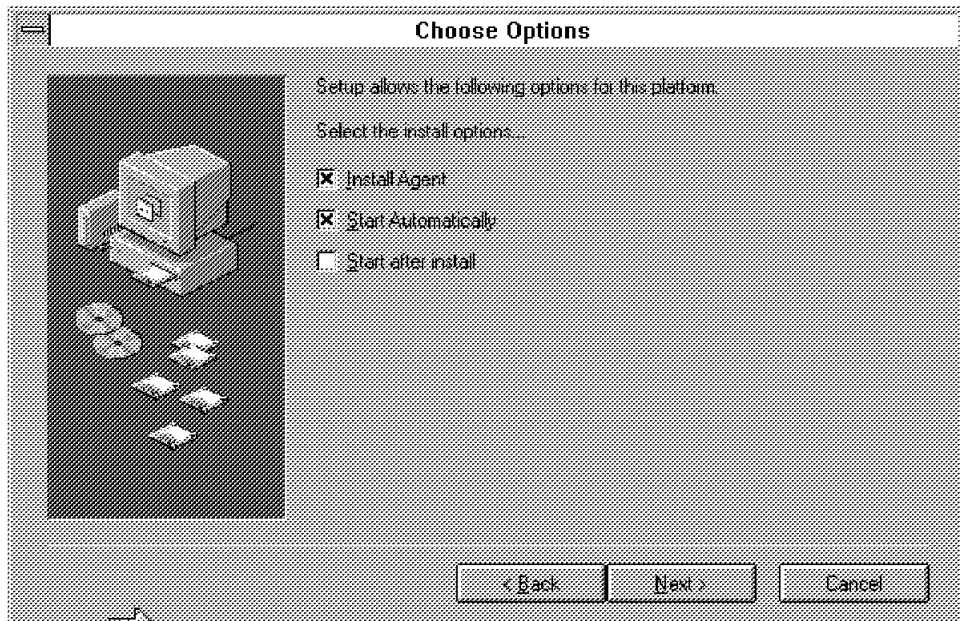 Choose Options
Setup allows the following options for this platform.
Select the install options...
Install Agent
Start Automatically
Start after install
< Back
Next >
Cancel